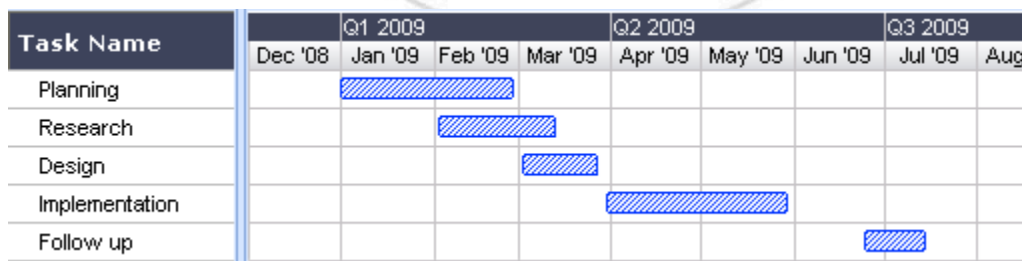 Task Name
Q1 2009 Q2 2009 Q3 2009
Dec '08 Jan '09 Feb '09 Mar '09 Apr '09 May '09 Jun '09 Jul '09 Aug
Planning
Research
Design
Implementation
Follow up